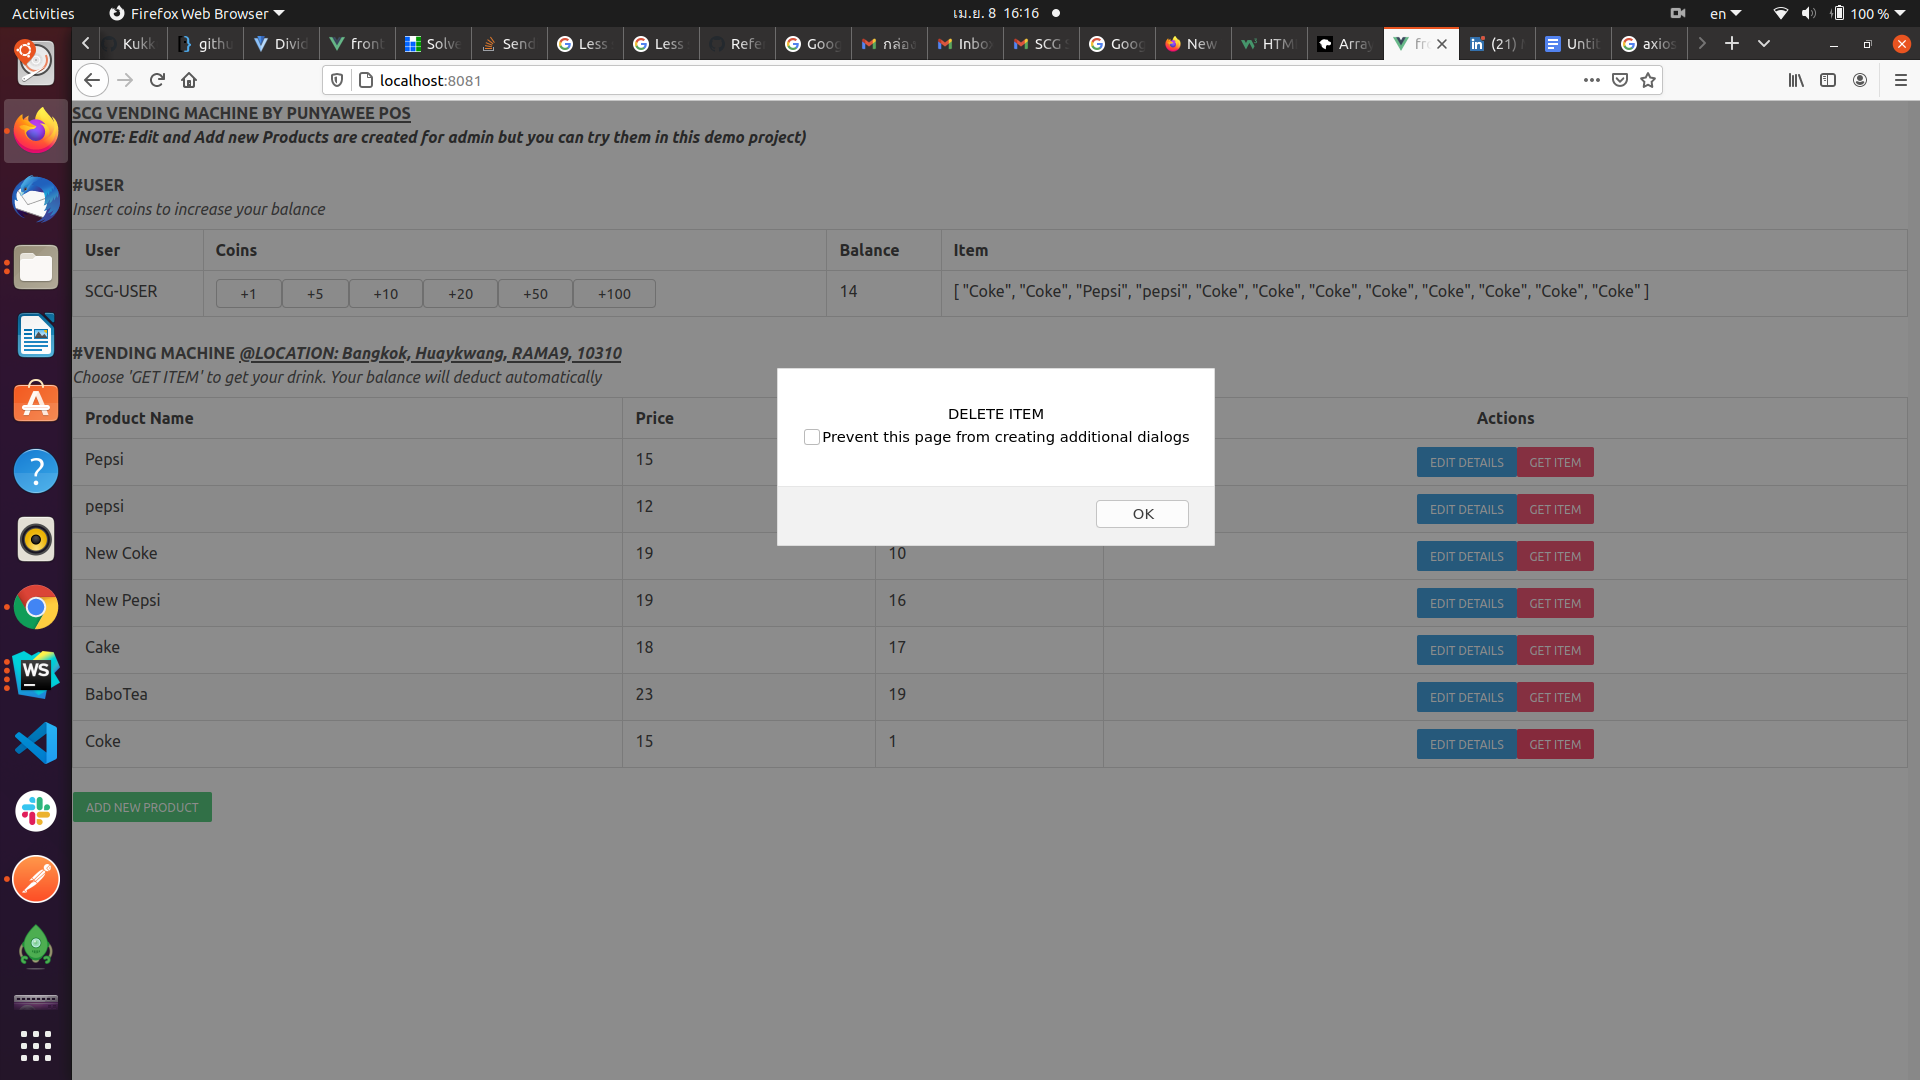 Activities Firefox Web Browser เม.ย. 8 16:16 en 100 %
Kukk githu Divid front Solve Send Less Less Refe Goog กล่อง Inbo SCG S Goog New HTM Array fro (21) Untit axios
localhost:8081
SCG VENDING MACHINE BY PUNYAWEE POS
(NOTE: Edit and Add new Products are created for admin but you can try them in this demo project)
#USER
Insert coins to increase your balance
User Coins Balance Item
SCG-USER +1 +5 +10 +20 +50 +100 14 [ "Coke", "Coke", "Pepsi", "pepsi", "Coke", "Coke", "Coke", "Coke", "Coke", "Coke", "Coke", "Coke" ]
#VENDING MACHINE @LOCATION: Bangkok, Huaykwang, RAMA9, 10310
Choose 'GET ITEM' to get your drink. Your balance will deduct automatically
Product Name Price Actions
Pepsi 15 EDIT DETAILS GET ITEM
pepsi 12 EDIT DETAILS GET ITEM
New Coke 19 10 EDIT DETAILS GET ITEM
New Pepsi 19 16 EDIT DETAILS GET ITEM
Cake 18 17 EDIT DETAILS GET ITEM
BaboTea 23 19 EDIT DETAILS GET ITEM
Coke 15 1 EDIT DETAILS GET ITEM
ADD NEW PRODUCT
DELETE ITEM
Prevent this page from creating additional dialogs
OK
WS